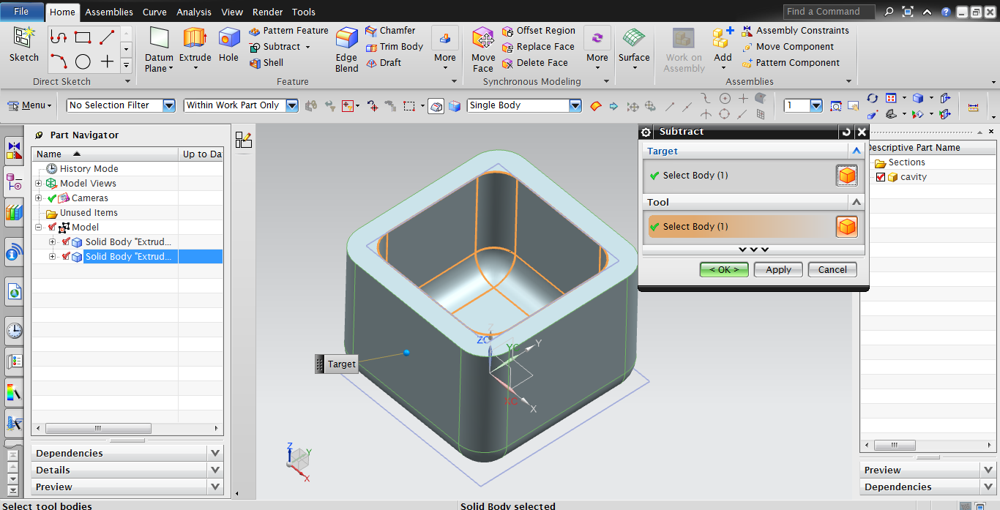 File Home Assemblies Curve Analysis View Render Tools Find a Command
Sketch
Direct Sketch
Datum Plane
Extrude
Hole
Pattern Feature
Subtract
Shell
Edge Blend
Chamfer
Trim Body
Draft
More
Feature
Move Face
Offset Region
Replace Face
Delete Face
More
Synchronous Modeling
Surface
Work on Assembly
Add
Assembly Constraints
Move Component
Pattern Component
Assemblies
Menu No Selection Filter Within Work Part Only Single Body 1
Part Navigator
Name Up to Da
History Mode
Model Views
Cameras
Unused Items
Model
Solid Body "Extrud...
Solid Body "Extrud...
Dependencies
Details
Preview
Target
ZC
Z
YC
Y
XC
X
Z
Y
X
Subtract
Target
Select Body (1)
Tool
Select Body (1)
< OK > Apply Cancel
Descriptive Part Name
Sections
cavity
Preview
Dependencies
Select tool bodies Solid Body selected